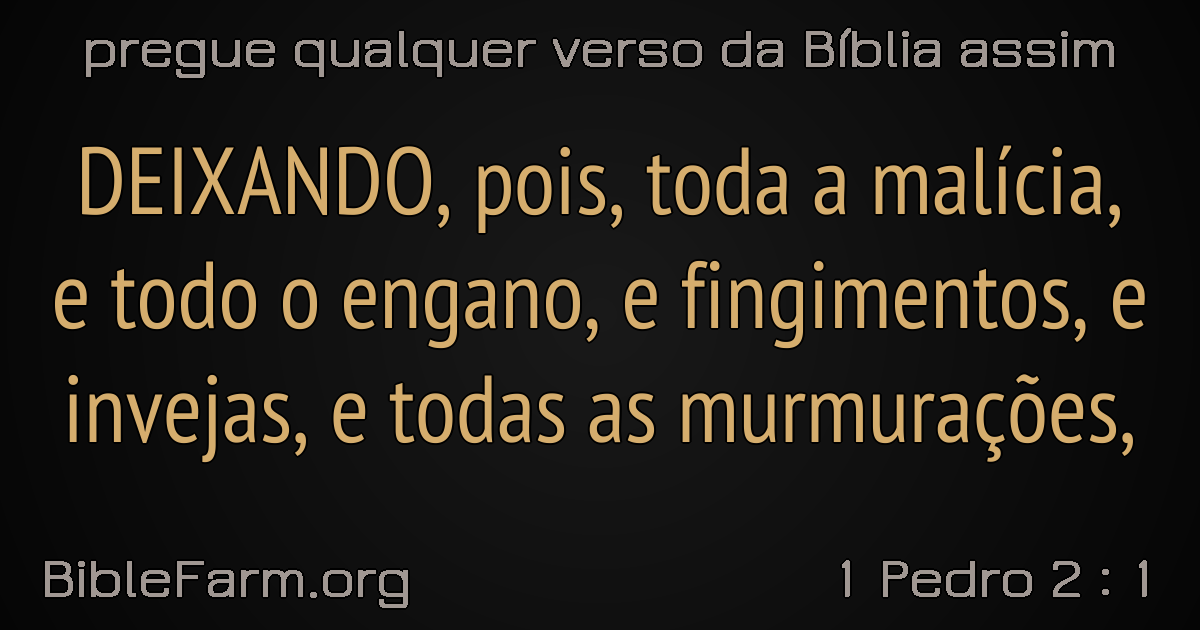 pregue qualquer verso da Bíblia assim
DEIXANDO, pois, toda a malícia,
e todo o engano, e fingimentos, e
invejas, e todas as murmurações,
BibleFarm.org
1 Pedro 2 : 1